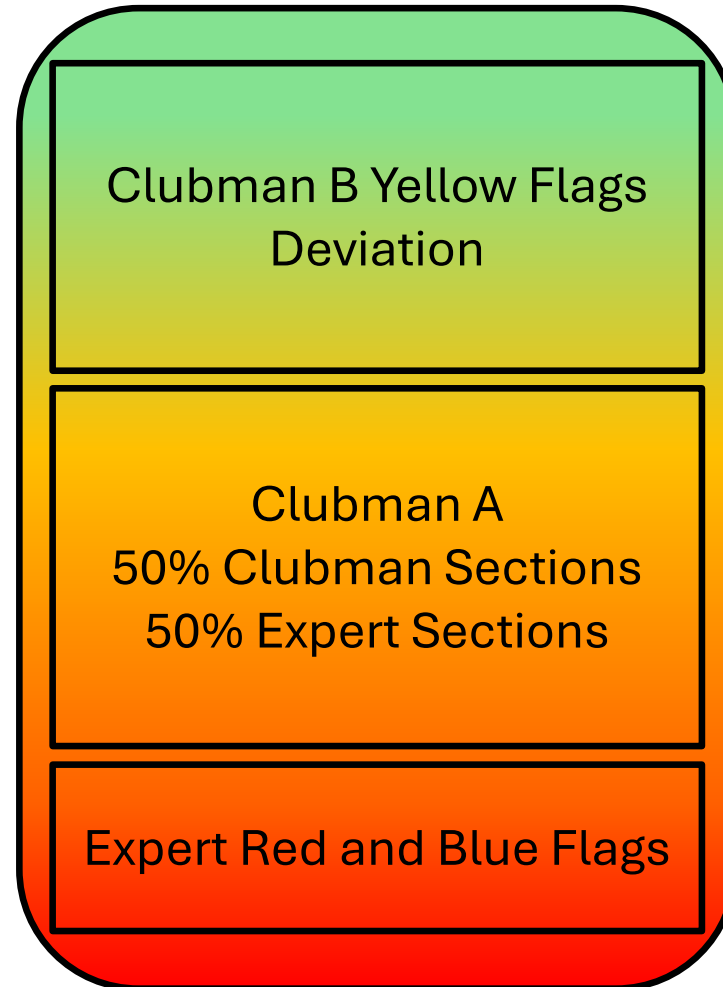 Clubman B Yellow Flags
Deviation
Clubman A
50% Clubman Sections
50% Expert Sections
Expert Red and Blue Flags